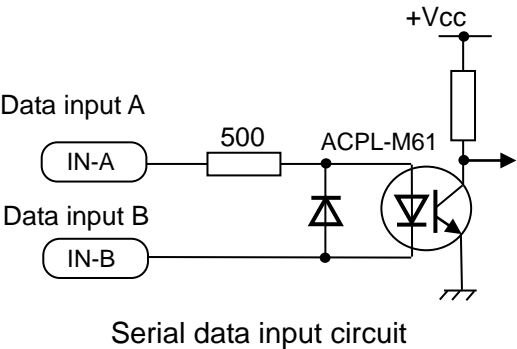 +Vcc
Data input A
500
ACPL-M61
IN-A
Data input B
IN-B
Serial data input circuit